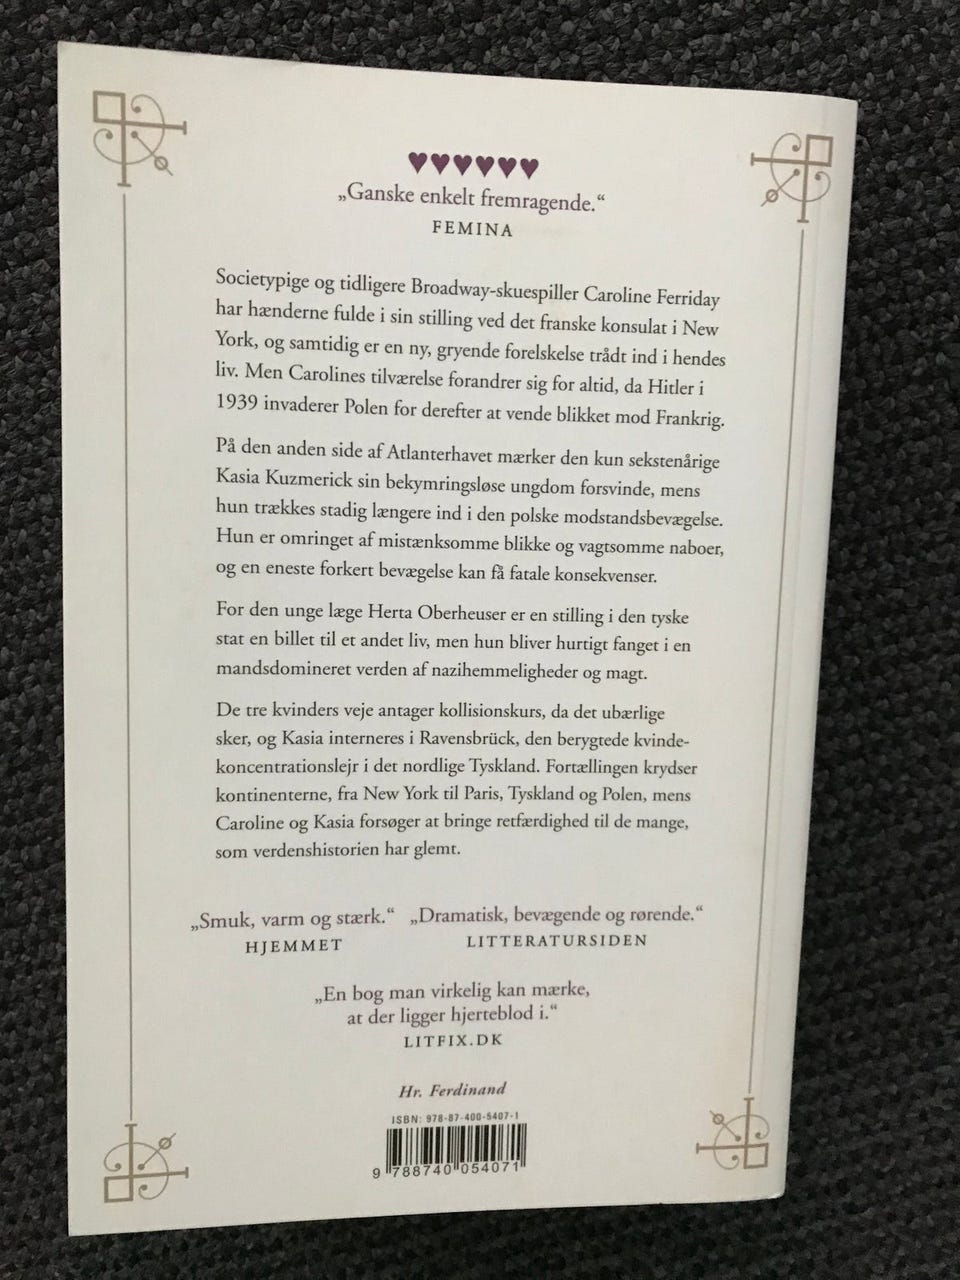 ♥♥♥♥♥♥
„Ganske enkelt fremragende.“
FEMINA
Societypige og tidligere Broadway-skuespiller Caroline Ferriday
har hænderne fulde i sin stilling ved det franske konsulat i New
York, og samtidig er en ny, gryende forelskelse trådt ind i hendes
liv. Men Carolines tilværelse forandrer sig for altid, da Hitler i
1939 invaderer Polen for derefter at vende blikket mod Frankrig.
På den anden side af Atlanterhavet mærker den kun sekstenårige
Kasia Kuzmerick sin bekymringsløse ungdom forsvinde, mens
hun trækkes stadig længere ind i den polske modstandsbevægelse.
Hun er omringet af mistænksomme blikke og vagtsomme naboer,
og en eneste forkert bevægelse kan få fatale konsekvenser.
For den unge læge Herta Oberheuser er en stilling i den tyske
stat en billet til et andet liv, men hun bliver hurtigt fanget i en
mandsdomineret verden af nazihemmeligheder og magt.
De tre kvinders veje antager kollisionskurs, da det ubærlige
sker, og Kasia interneres i Ravensbrück, den berygtede kvinde-
koncentrationslejr i det nordlige Tyskland. Fortællingen krydser
kontinenterne, fra New York til Paris, Tyskland og Polen, mens
Caroline og Kasia forsøger at bringe retfærdighed til de mange,
som verdenshistorien har glemt.
„Smuk, varm og stærk.“ „Dramatisk, bevægende og rørende.“
HJEMMET LITTERATURSIDEN
„En bog man virkelig kan mærke,
at der ligger hjerteblod i.“
LITFIX.DK
Hr. Ferdinand
ISBN: 978-87-400-5407-1
9 788740 054071